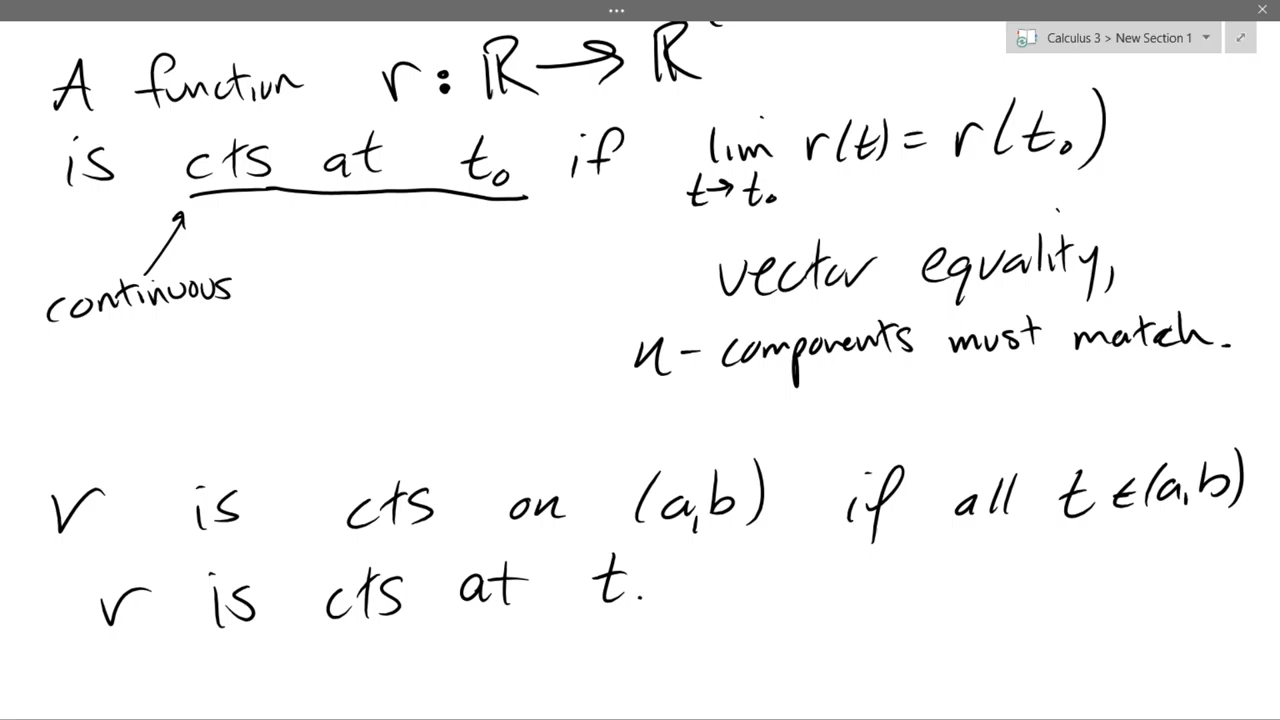 Calculus 3 > New Section 1
A function r : ℝ → ℝ
is cts at t₀ if lim r(t) = r(t₀)
t → t₀
continuous
vector equality,
n - components must match.
r is cts on (a,b) if all t ∈ (a,b)
r is cts at t.